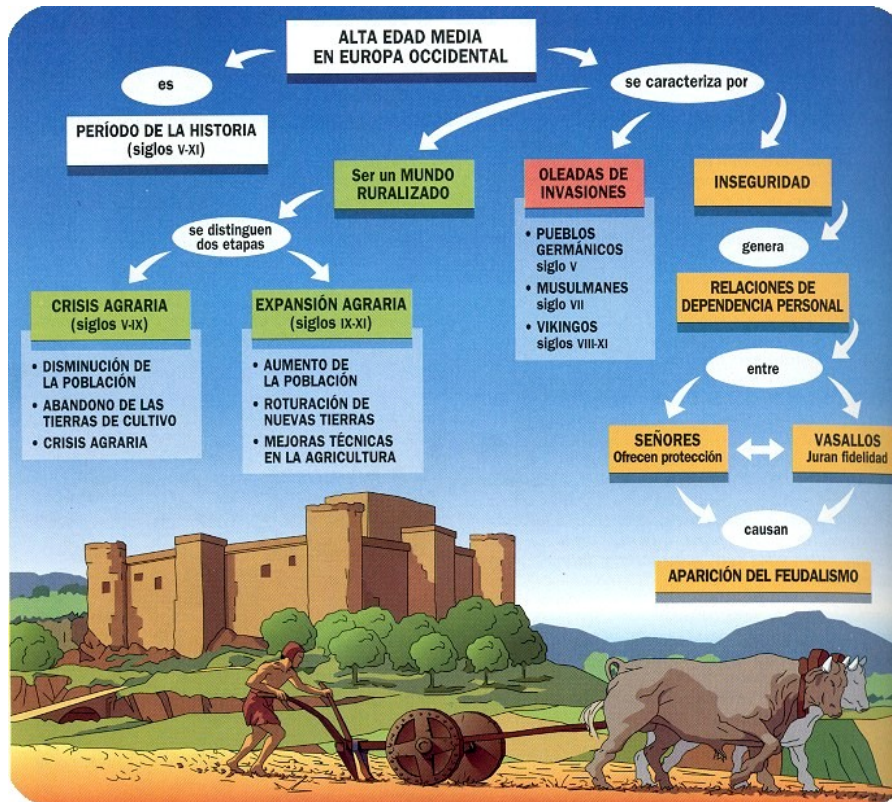 ALTA EDAD MEDIA
EN EUROPA OCCIDENTAL
es
se caracteriza por
PERÍODO DE LA HISTORIA
(siglos V-XI)
Ser un MUNDO
RURALIZADO
OLEADAS DE
INVASIONES
• PUEBLOS
GERMÁNICOS
siglo V
• MUSULMANES
siglo VII
• VIKINGOS
siglos VIII-XI
INSEGURIDAD
genera
RELACIONES DE
DEPENDENCIA PERSONAL
entre
SEÑORES
Ofrecen protección
VASALLOS
Juran fidelidad
causan
APARICIÓN DEL FEUDALISMO
se distinguen
dos etapas
CRISIS AGRARIA
(siglos V-IX)
• DISMINUCIÓN DE
LA POBLACIÓN
• ABANDONO DE LAS
TIERRAS DE CULTIVO
• CRISIS AGRARIA
EXPANSIÓN AGRARIA
(siglos IX-XI)
• AUMENTO DE
LA POBLACIÓN
• ROTURACIÓN DE
NUEVAS TIERRAS
• MEJORAS TÉCNICAS
EN LA AGRICULTURA